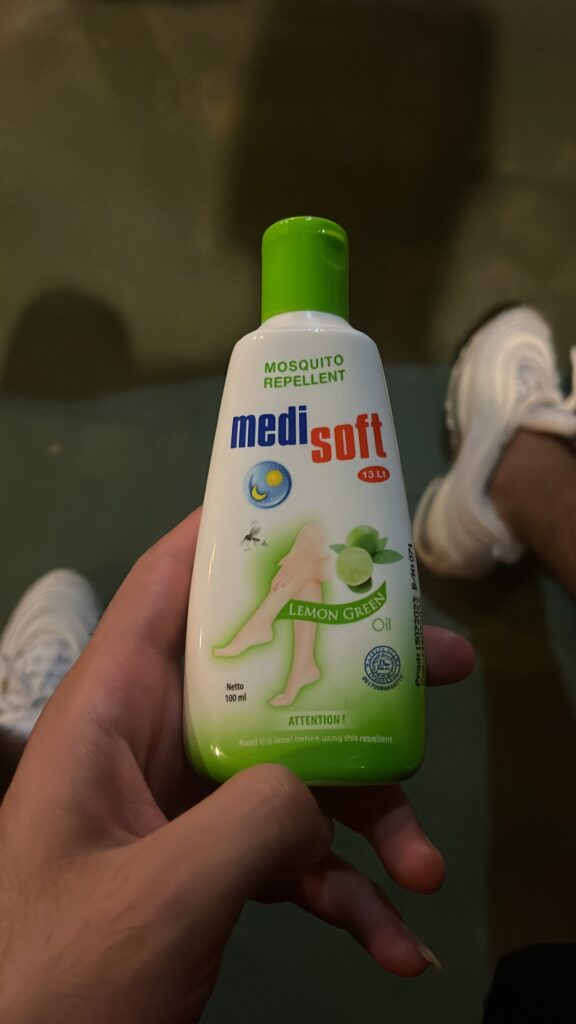 MOSQUITO
REPELLENT
medi
soft
13 Lt
LEMON GREEN
Oil
Netto
100 ml
ATTENTION !
Read the label before using this repellent.